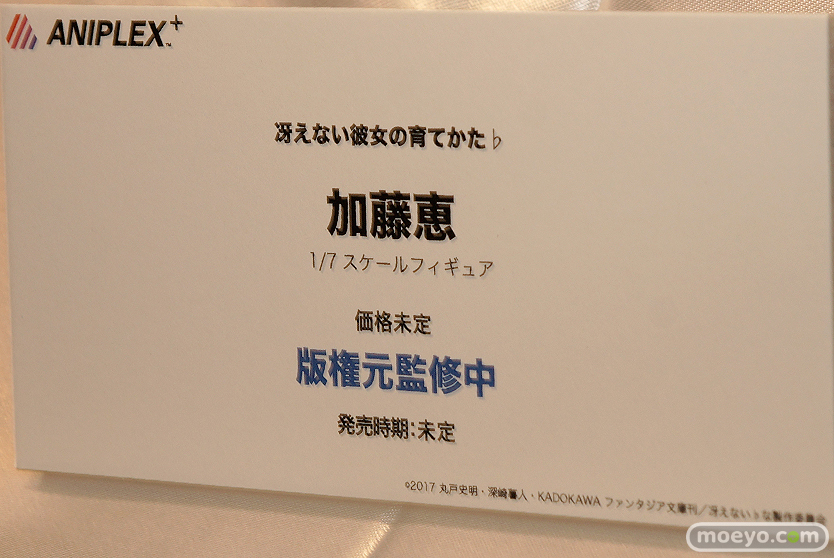 ANIPLEX+™
冴えない彼女の育てかた♭
加藤恵
1/7 スケールフィギュア
価格未定
版権元監修中
発売時期:未定
©2017 丸戸史明・深崎暮人・KADOKAWA ファンタジア文庫刊/冴えない♭な製作委員会
moeyo.com